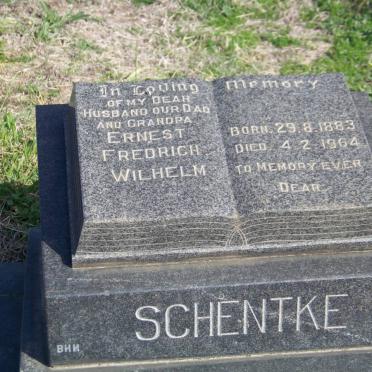 In Loving Memory
OF MY DEAR
HUSBAND OUR DAD
AND GRANDPA
ERNEST
FREDRICH
WILHELM
BORN. 29. 8. 1883
DIED. 4. 2. 1964
TO MEMORY EVER
DEAR
SCHENTKE
BHH